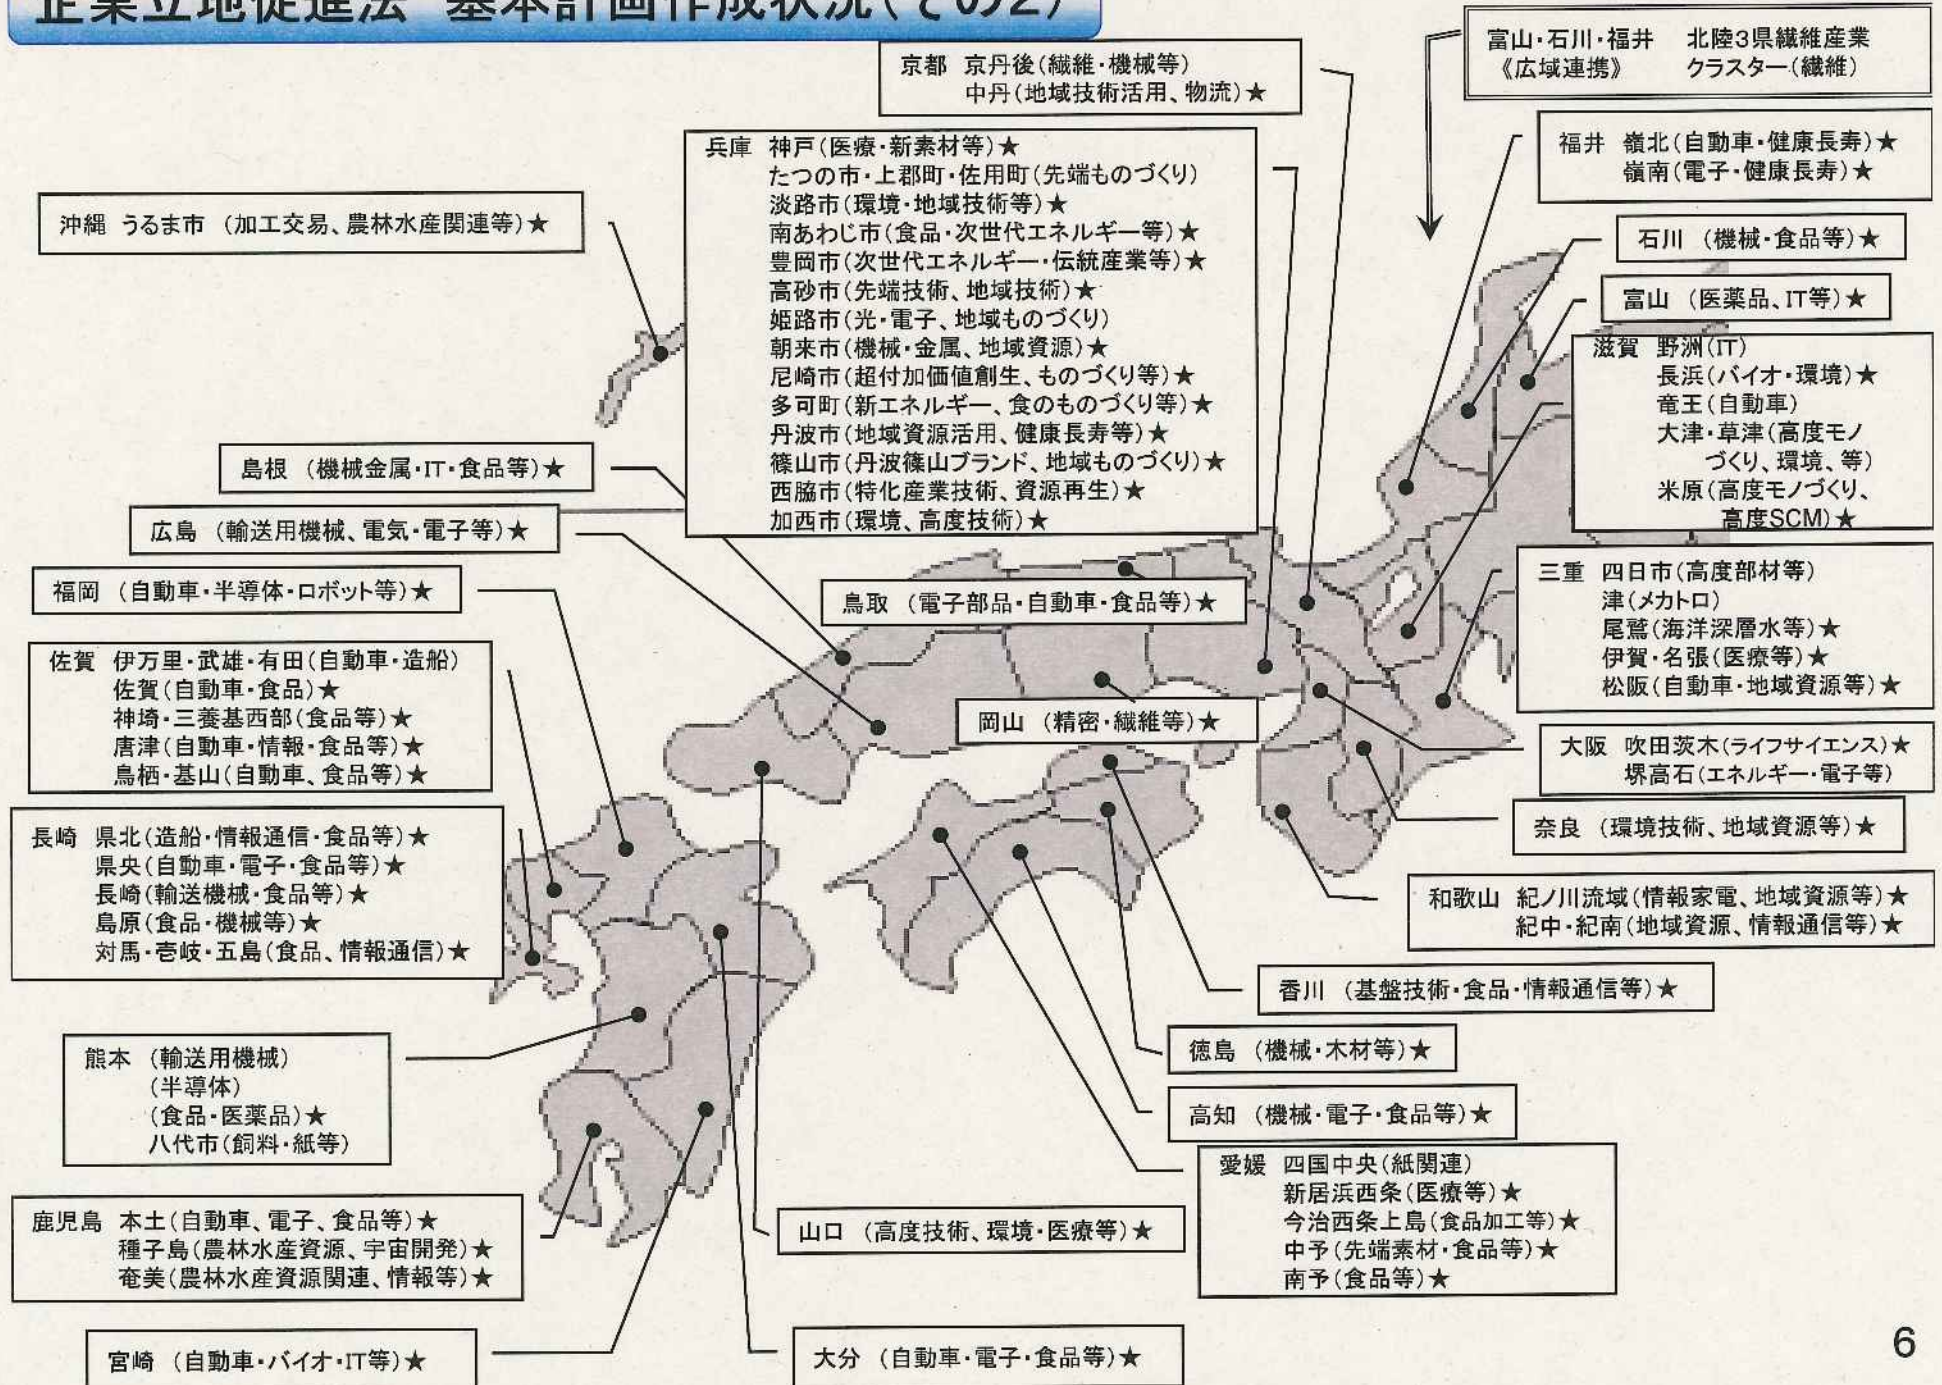 企業立地促進法 基本計画作成状況(その2)
富山・石川・福井 北陸3県繊維産業
《広域連携》 クラスター(繊維)
京都 京丹後(繊維・機械等)
中丹(地域技術活用、物流)★
兵庫 神戸(医療・新素材等)★
たつの市・上郡町・佐用町(先端ものづくり)
淡路市(環境・地域技術等)★
南あわじ市(食品・次世代エネルギー等)★
豊岡市(次世代エネルギー・伝統産業等)★
高砂市(先端技術、地域技術)★
姫路市(光・電子、地域ものづくり)
朝来市(機械・金属、地域資源)★
尼崎市(超付加価値創生、ものづくり等)★
多可町(新エネルギー、食のものづくり等)★
丹波市(地域資源活用、健康長寿等)★
篠山市(丹波篠山ブランド、地域ものづくり)★
西脇市(特化産業技術、資源再生)★
加西市(環境、高度技術)★
福井 嶺北(自動車・健康長寿)★
嶺南(電子・健康長寿)★
沖縄 うるま市 (加工交易、農林水産関連等)★
石川 (機械・食品等)★
富山 (医薬品、IT等)★
滋賀 野洲(IT)
長浜(バイオ・環境)★
竜王(自動車)
大津・草津(高度モノ
づくり、環境、等)
米原(高度モノづくり、
高度SCM)★
島根 (機械金属・IT・食品等)★
広島 (輸送用機械、電気・電子等)★
福岡 (自動車・半導体・ロボット等)★
鳥取 (電子部品・自動車・食品等)★
三重 四日市(高度部材等)
津(メカトロ)
尾鷲(海洋深層水等)★
伊賀・名張(医療等)★
松阪(自動車・地域資源等)★
佐賀 伊万里・武雄・有田(自動車・造船)
佐賀(自動車・食品)★
神埼・三養基西部(食品等)★
唐津(自動車・情報・食品等)★
鳥栖・基山(自動車、食品等)★
岡山 (精密・繊維等)★
大阪 吹田茨木(ライフサイエンス)★
堺高石(エネルギー・電子等)
奈良 (環境技術、地域資源等)★
長崎 県北(造船・情報通信・食品等)★
県央(自動車・電子・食品等)★
長崎(輸送機械・食品等)★
島原(食品・機械等)★
対馬・壱岐・五島(食品、情報通信)★
和歌山 紀ノ川流域(情報家電、地域資源等)★
紀中・紀南(地域資源、情報通信等)★
香川 (基盤技術・食品・情報通信等)★
徳島 (機械・木材等)★
熊本 (輸送用機械)
(半導体)
(食品・医薬品)★
八代市(飼料・紙等)
高知 (機械・電子・食品等)★
愛媛 四国中央(紙関連)
新居浜西条(医療等)★
今治西条上島(食品加工等)★
中予(先端素材・食品等)★
南予(食品等)★
鹿児島 本土(自動車、電子、食品等)★
種子島(農林水産資源、宇宙開発)★
奄美(農林水産資源関連、情報等)★
山口 (高度技術、環境・医療等)★
宮崎 (自動車・バイオ・IT等)★
大分 (自動車・電子・食品等)★
6